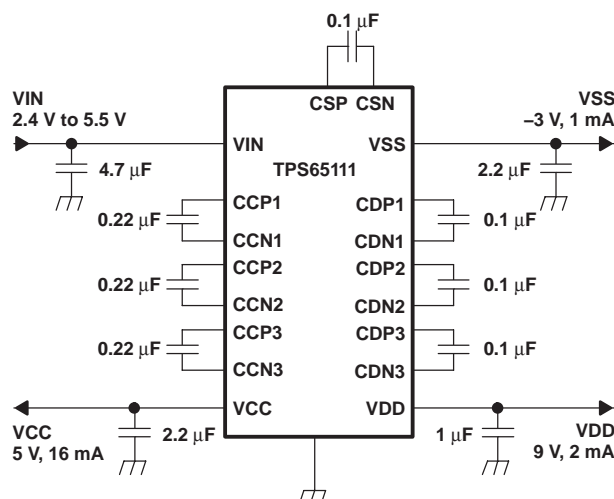 0.1 μF
CSP CSN
VIN
2.4 V to 5.5 V
VSS
–3 V, 1 mA
VIN
VSS
TPS65111
4.7 μF
2.2 μF
CCP1
CDP1
0.22 μF
0.1 μF
CCN1
CDN1
CCP2
CDP2
0.22 μF
0.1 μF
CCN2
CDN2
CCP3
CDP3
0.22 μF
0.1 μF
CCN3
CDN3
VCC
VDD
VCC
5 V, 16 mA
2.2 μF
1 μF
VDD
9 V, 2 mA